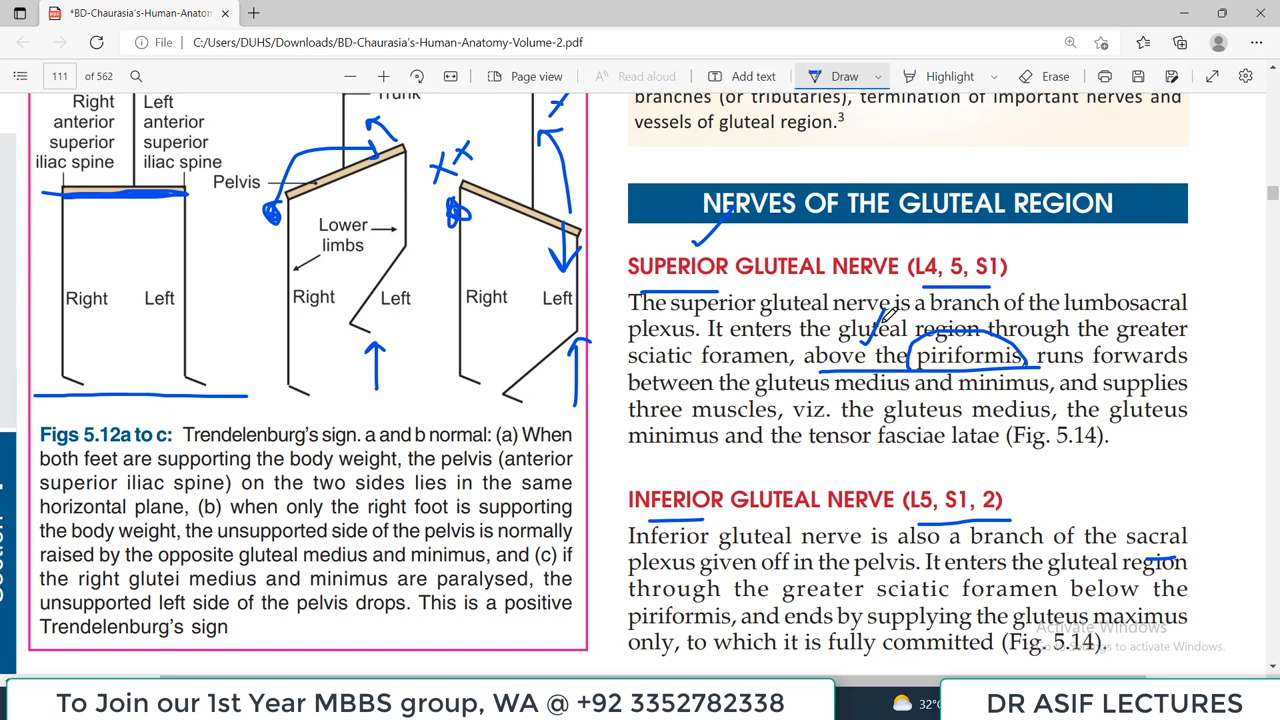 *BD-Chaurasia's-Human-Anatom
File
C:/Users/DUHS/Downloads/BD-Chaurasia's-Human-Anatomy-Volume-2.pdf
111 of 562
Page view
Read aloud
Add text
Draw
Highlight
Erase
Trunk
Right
anterior
superior
iliac spine
Left
anterior
superior
iliac spine
Pelvis
Lower
limbs
Right
Left
Right
Left
Right
Left
Figs 5.12a to c: Trendelenburg's sign. a and b normal: (a) When
both feet are supporting the body weight, the pelvis (anterior
superior iliac spine) on the two sides lies in the same
horizontal plane, (b) when only the right foot is supporting
the body weight, the unsupported side of the pelvis is normally
raised by the opposite gluteal medius and minimus, and (c) if
the right glutei medius and minimus are paralysed, the
unsupported left side of the pelvis drops. This is a positive
Trendelenburg's sign
branches (or tributaries), termination of important nerves and
vessels of gluteal region.³
NERVES OF THE GLUTEAL REGION
SUPERIOR GLUTEAL NERVE (L4, 5, S1)
The superior gluteal nerve is a branch of the lumbosacral
plexus. It enters the gluteal region through the greater
sciatic foramen, above the piriformis, runs forwards
between the gluteus medius and minimus, and supplies
three muscles, viz. the gluteus medius, the gluteus
minimus and the tensor fasciae latae (Fig. 5.14).
INFERIOR GLUTEAL NERVE (L5, S1, 2)
Inferior gluteal nerve is also a branch of the sacral
plexus given off in the pelvis. It enters the gluteal region
through the greater sciatic foramen below the
piriformis, and ends by supplying the gluteus maximus
only, to which it is fully committed (Fig. 5.14).
Activate Windows
Go to Settings to activate Windows.
Section
To Join our 1st Year MBBS group, WA @ +92 3352782338
32°
DR ASIF LECTURES